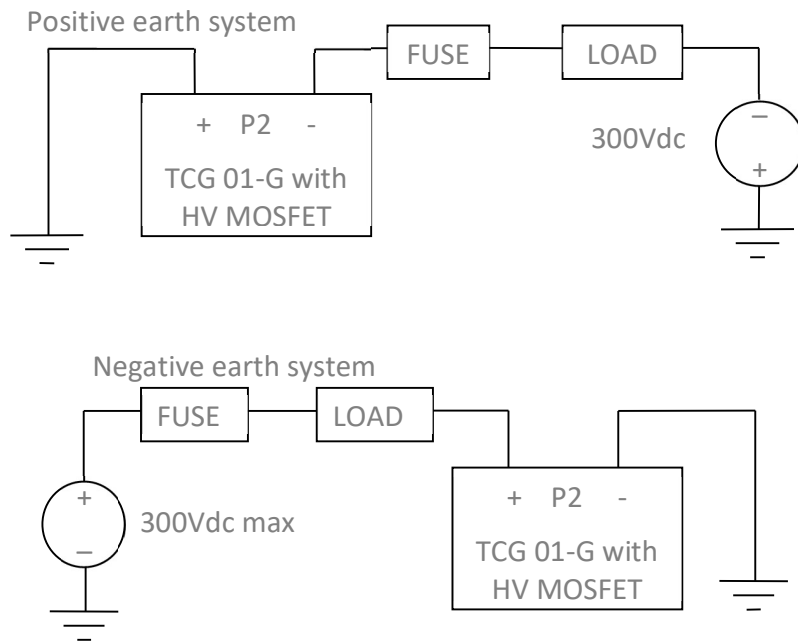 Positive earth system
FUSE
LOAD
+ P2 -
TCG 01-G with
HV MOSFET
300Vdc
–
+
Negative earth system
FUSE
LOAD
+
–
300Vdc max
+ P2 -
TCG 01-G with
HV MOSFET